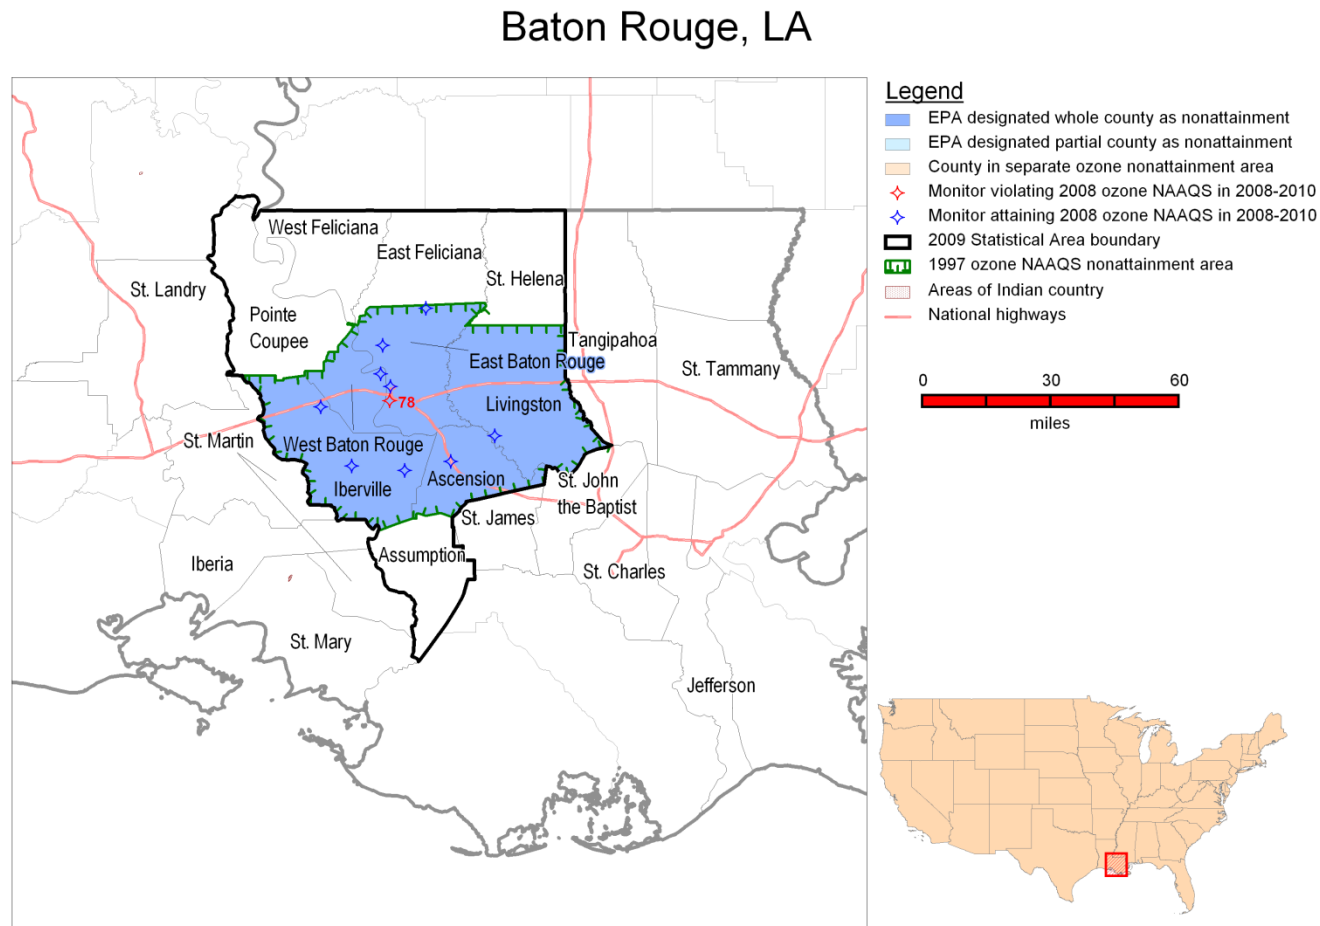 Baton Rouge, LA
Legend
EPA designated whole county as nonattainment
EPA designated partial county as nonattainment
County in separate ozone nonattainment area
Monitor violating 2008 ozone NAAQS in 2008-2010
Monitor attaining 2008 ozone NAAQS in 2008-2010
2009 Statistical Area boundary
1997 ozone NAAQS nonattainment area
Areas of Indian country
National highways
0 30 60
miles
West Feliciana
East Feliciana
St. Helena
St. Landry
Pointe
Coupee
Tangipahoa
East Baton Rouge
St. Tammany
78
Livingston
St. Martin
West Baton Rouge
Iberville
Ascension
St. John
the Baptist
St. James
Assumption
Iberia
St. Charles
St. Mary
Jefferson